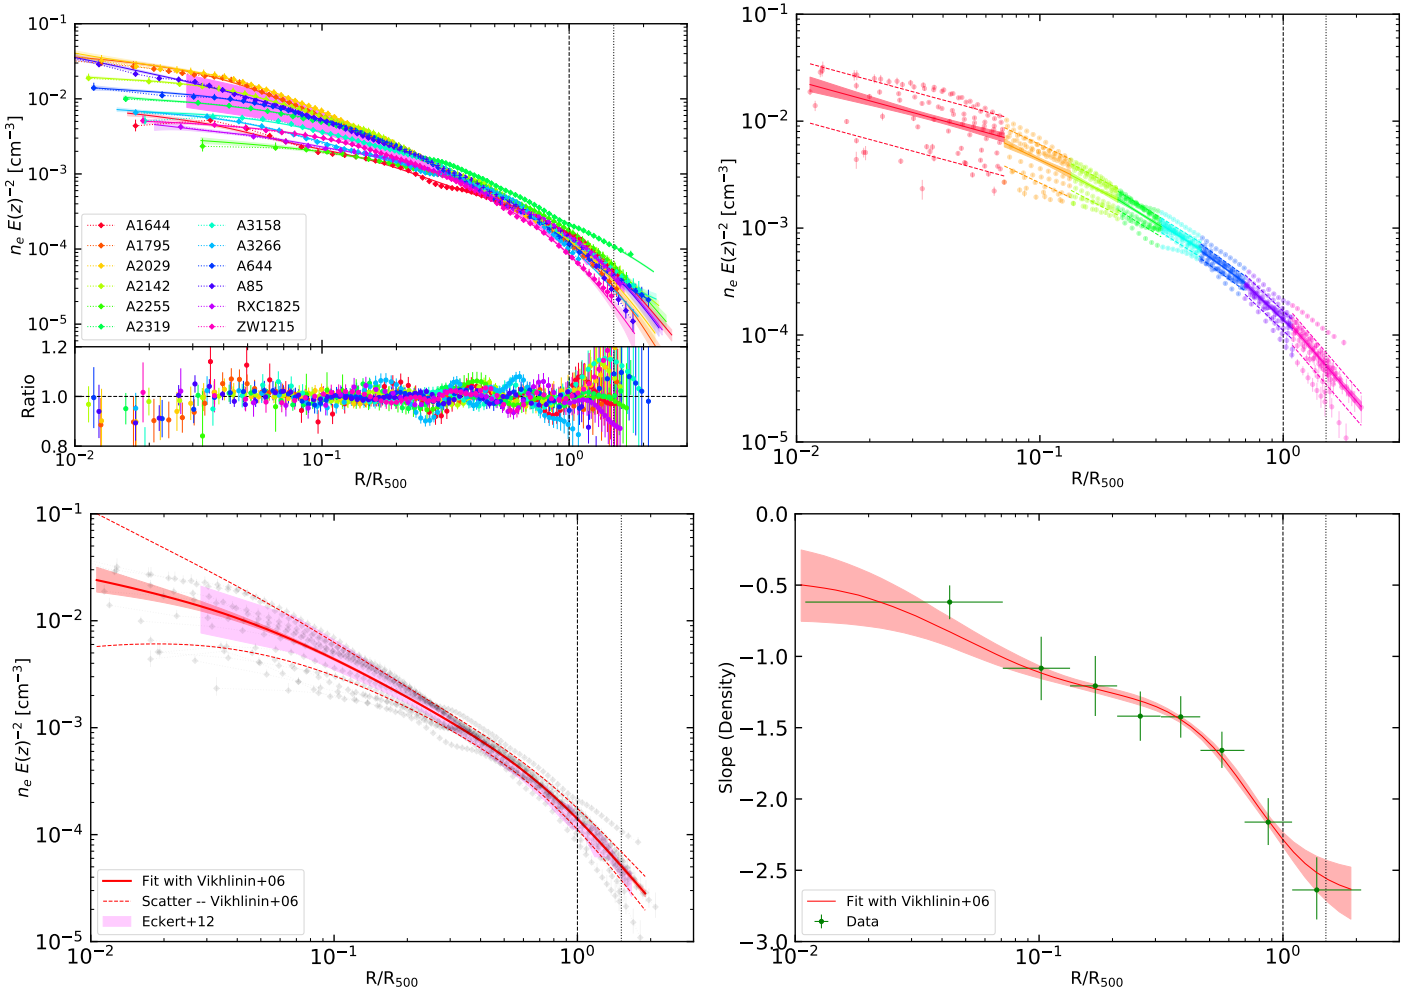 10⁻¹
10⁻²
10⁻³
10⁻⁴
10⁻⁵
n_e E(z)⁻² [cm⁻³]
A1644
A1795
A2029
A2142
A2255
A2319
A3158
A3266
A644
A85
RXC1825
ZW1215
1.2
1.0
0.8
Ratio
10⁻² 10⁻¹ 10⁰
R/R₅₀₀
10⁻¹
10⁻²
10⁻³
10⁻⁴
10⁻⁵
n_e E(z)⁻² [cm⁻³]
10⁻² 10⁻¹ 10⁰
R/R₅₀₀
10⁻¹
10⁻²
10⁻³
10⁻⁴
10⁻⁵
n_e E(z)⁻² [cm⁻³]
Fit with Vikhlinin+06
Scatter -- Vikhlinin+06
Eckert+12
10⁻² 10⁻¹ 10⁰
R/R₅₀₀
0.0
−0.5
−1.0
−1.5
−2.0
−2.5
−3.0
Slope (Density)
Fit with Vikhlinin+06
Data
10⁻² 10⁻¹ 10⁰
R/R₅₀₀